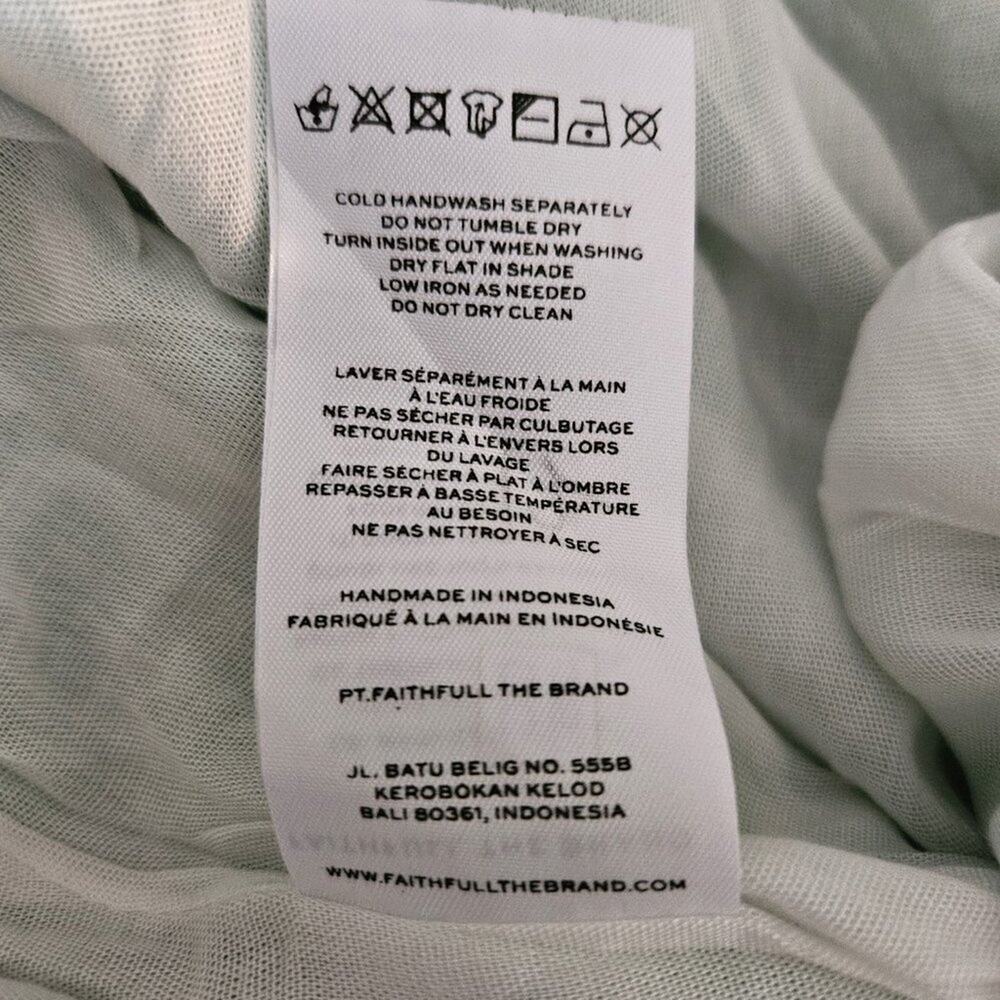 COLD HANDWASH SEPARATELY
DO NOT TUMBLE DRY
TURN INSIDE OUT WHEN WASHING
DRY FLAT IN SHADE
LOW IRON AS NEEDED
DO NOT DRY CLEAN
LAVER SÉPARÉMENT À LA MAIN
À L'EAU FROIDE
NE PAS SÉCHER PAR CULBUTAGE
RETOURNER À L'ENVERS LORS
DU LAVAGE
FAIRE SÉCHER À PLAT À L'OMBRE
REPASSER À BASSE TEMPÉRATURE
AU BESOIN
NE PAS NETTROYER À SEC
HANDMADE IN INDONESIA
FABRIQUÉ À LA MAIN EN INDONÉSIE
PT.FAITHFULL THE BRAND
JL. BATU BELIG NO. 555B
KEROBOKAN KELOD
BALI 80361, INDONESIA
WWW.FAITHFULLTHEBRAND.COM